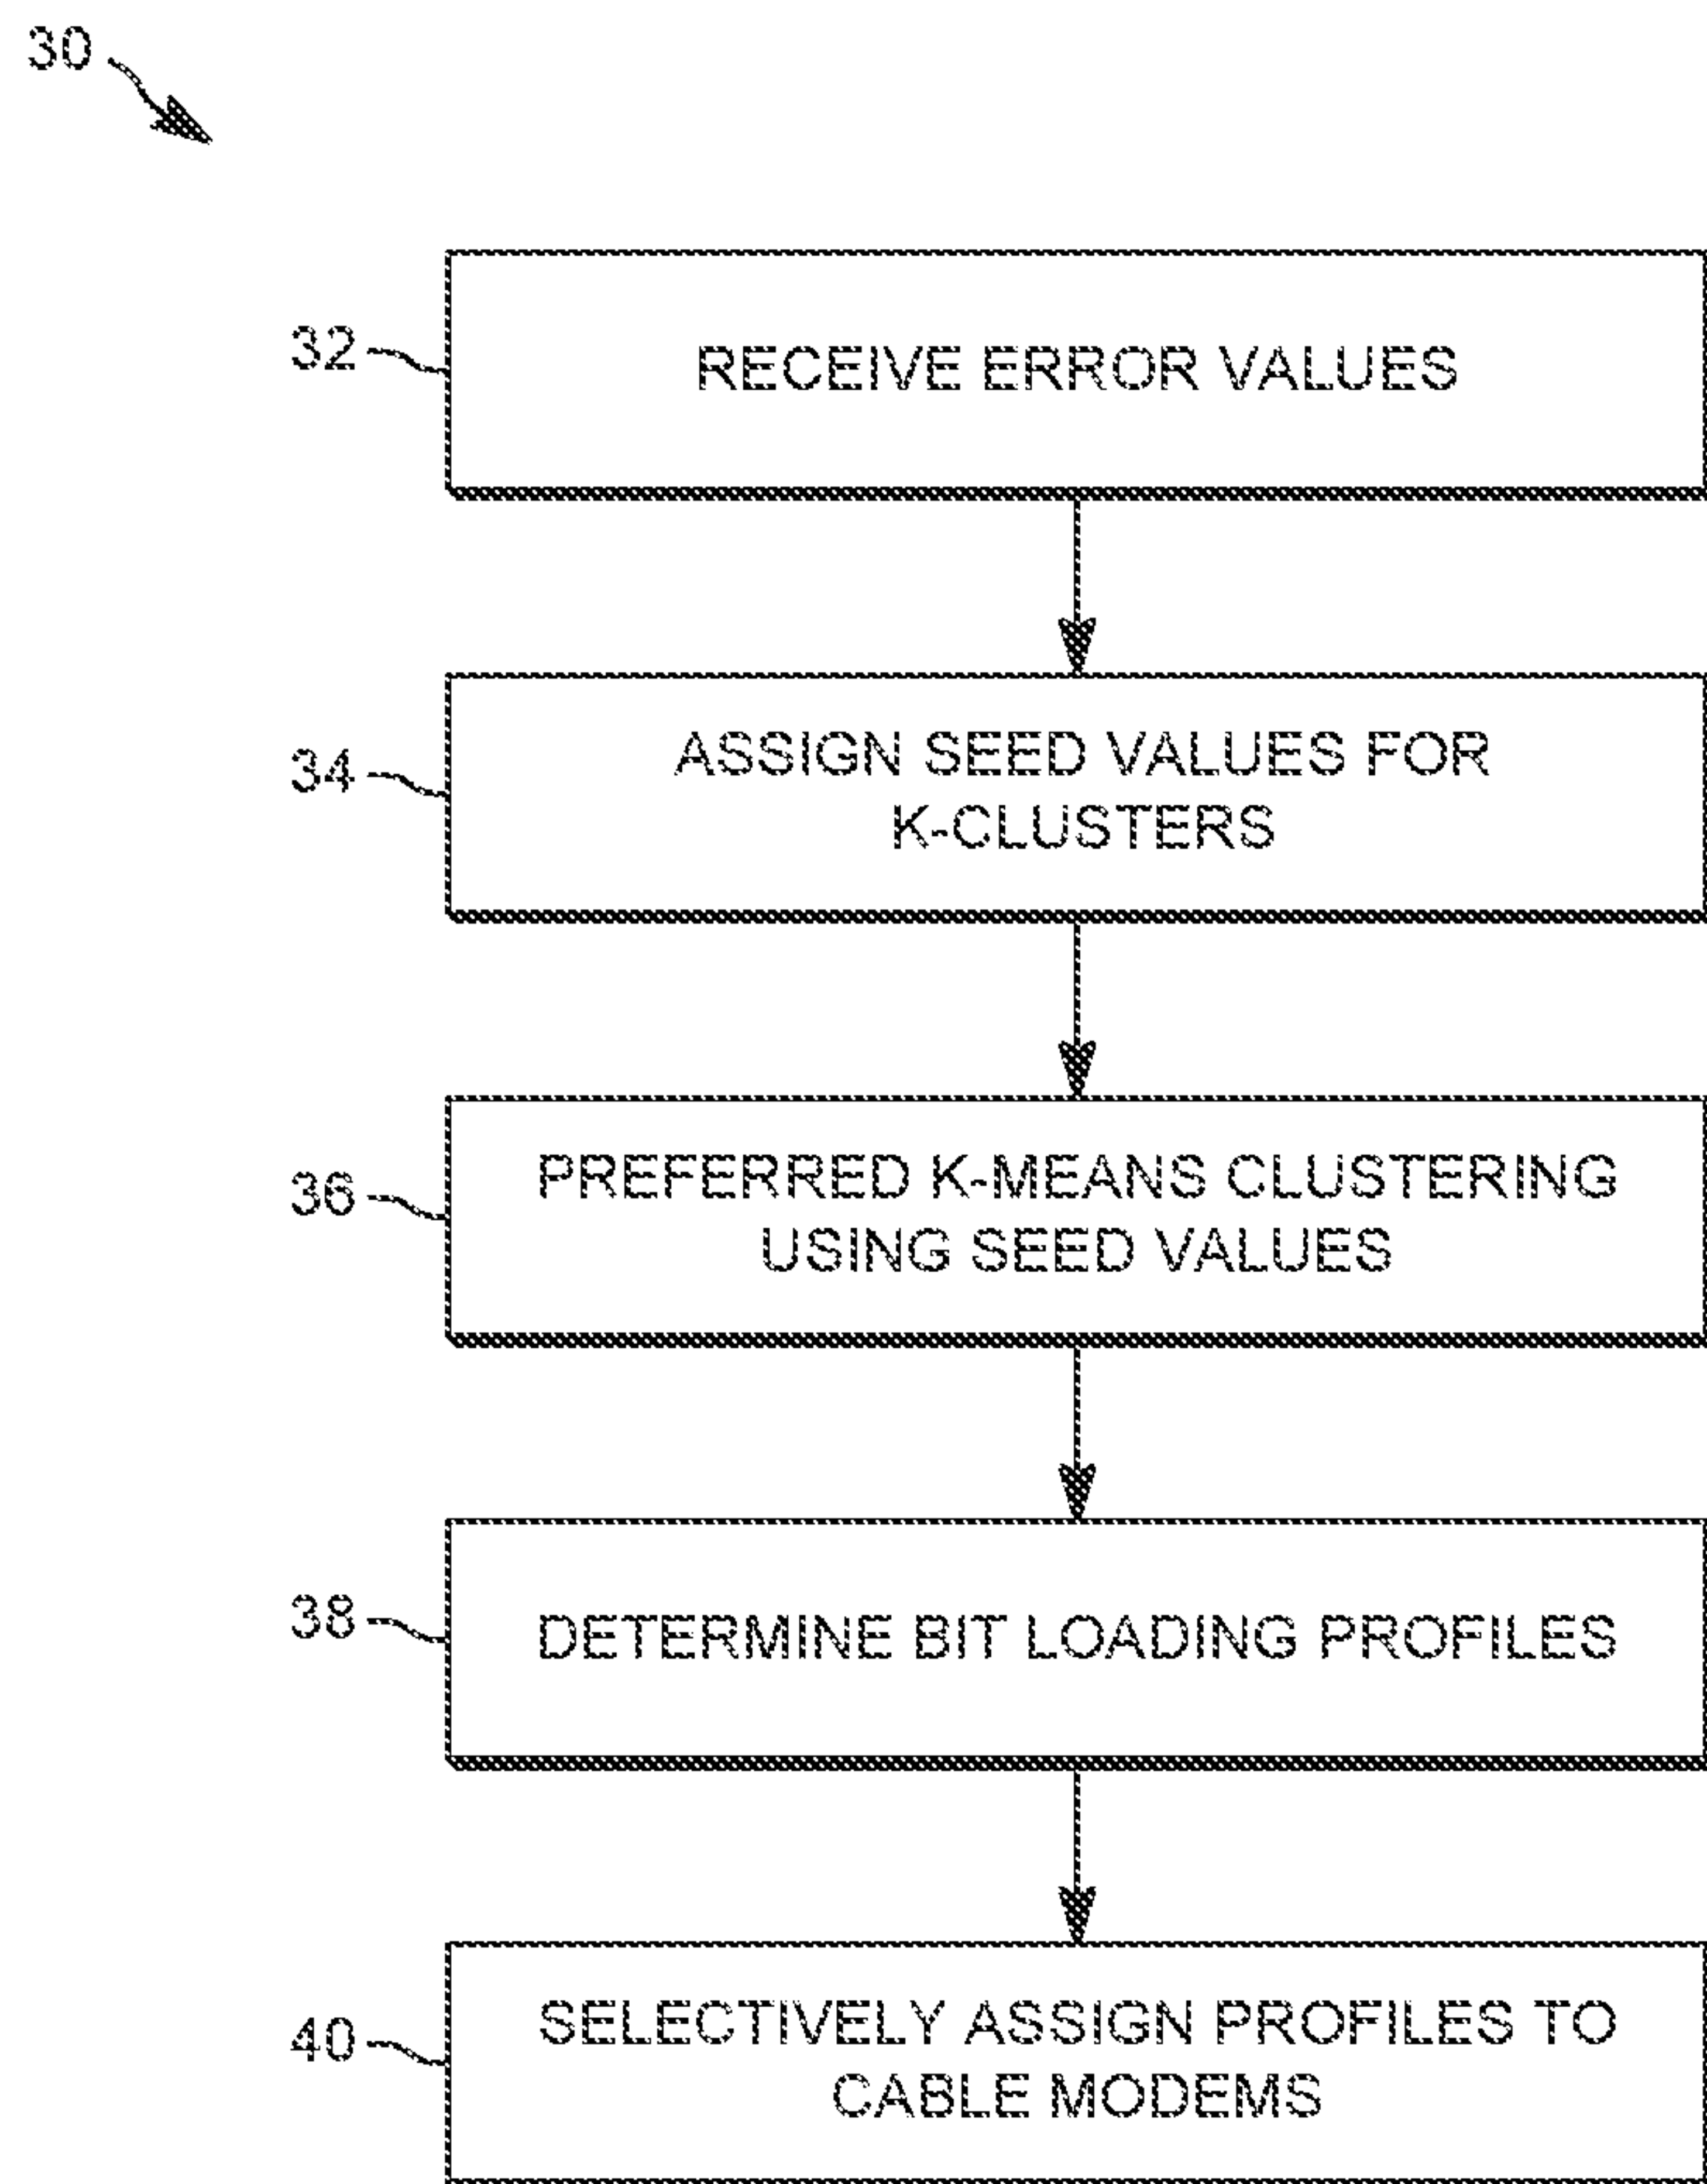 30
32
RECEIVE ERROR VALUES
34
ASSIGN SEED VALUES FOR
K-CLUSTERS
36
PREFERRED K-MEANS CLUSTERING
USING SEED VALUES
38
DETERMINE BIT LOADING PROFILES
40
SELECTIVELY ASSIGN PROFILES TO
CABLE MODEMS